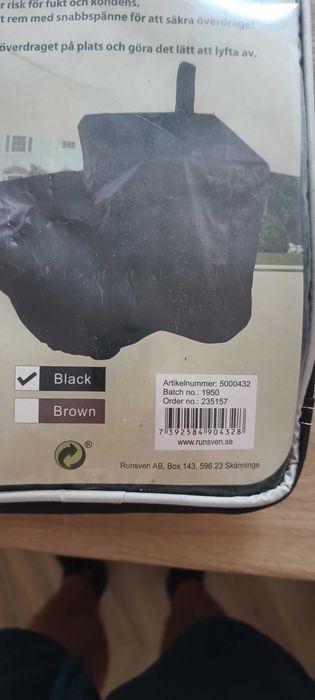 r risk för fukt och kondens.
t rem med snabbspänne för att säkra överdraget
överdraget på plats och göra det lätt att lyfta av.
Black
Brown
Artikelnummer: 5000432
Batch no.: 1950
Order no.: 235157
7 392584 904328
www.runsven.se
®
Runsven AB, Box 143, 596 23 Skänninge